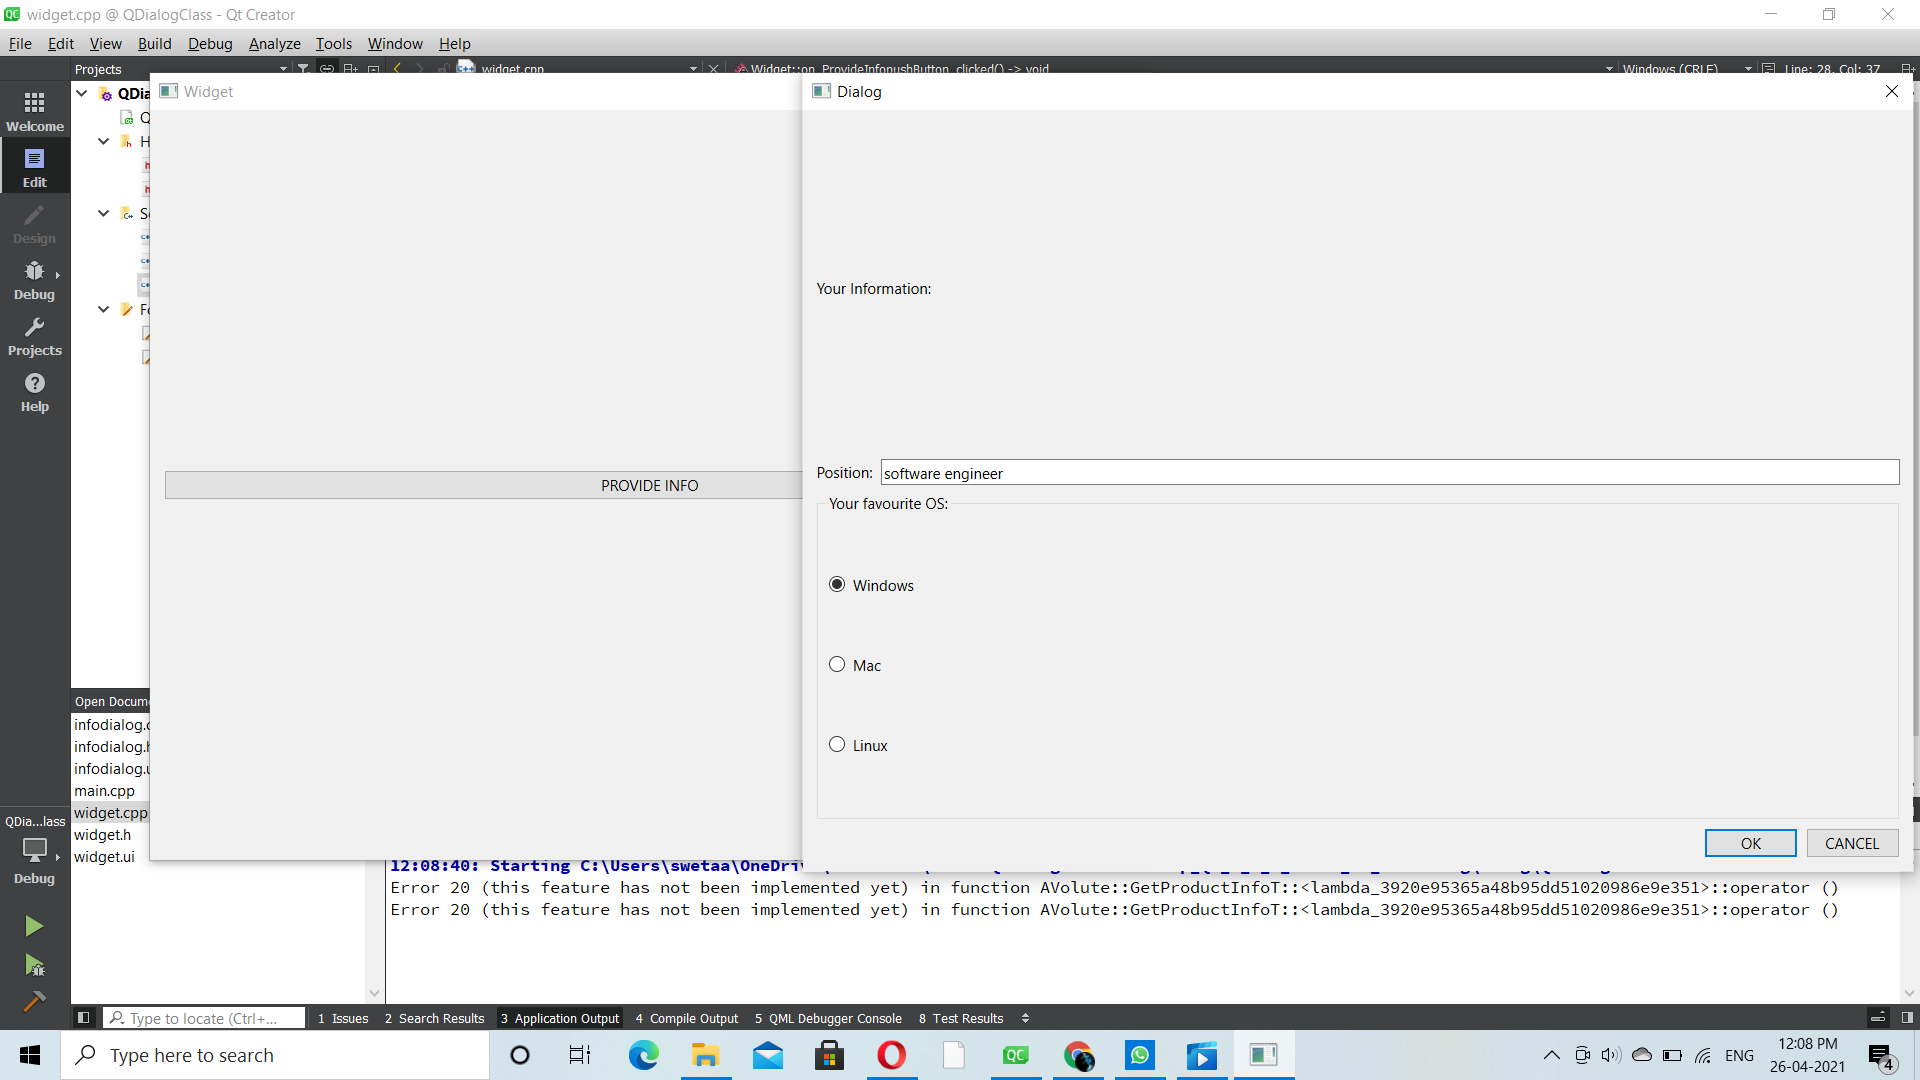 widget.cpp @ QDialogClass - Qt Creator
File Edit View Build Debug Analyze Tools Window Help
Projects widget.cpp Widget::on_ProvideInfopushButton_clicked() -> void Windows (CRLF) Line: 28, Col: 37
QDia
Widget
Dialog
Welcome
Edit
Design
Debug
Projects
Help
Your Information:
PROVIDE INFO
Position: software engineer
Your favourite OS:
Windows
Mac
Linux
OK CANCEL
Open Docum
infodialog.c
infodialog.h
infodialog.u
main.cpp
widget.cpp
widget.h
widget.ui
QDia...lass
Debug
12:08:40: Starting C:\Users\swetaa\OneDri
Error 20 (this feature has not been implemented yet) in function AVolute::GetProductInfoT::<lambda_3920e95365a48b95dd51020986e9e351>::operator ()
Error 20 (this feature has not been implemented yet) in function AVolute::GetProductInfoT::<lambda_3920e95365a48b95dd51020986e9e351>::operator ()
Type to locate (Ctrl+... 1 Issues 2 Search Results 3 Application Output 4 Compile Output 5 QML Debugger Console 8 Test Results
Type here to search
ENG
12:08 PM
26-04-2021
4